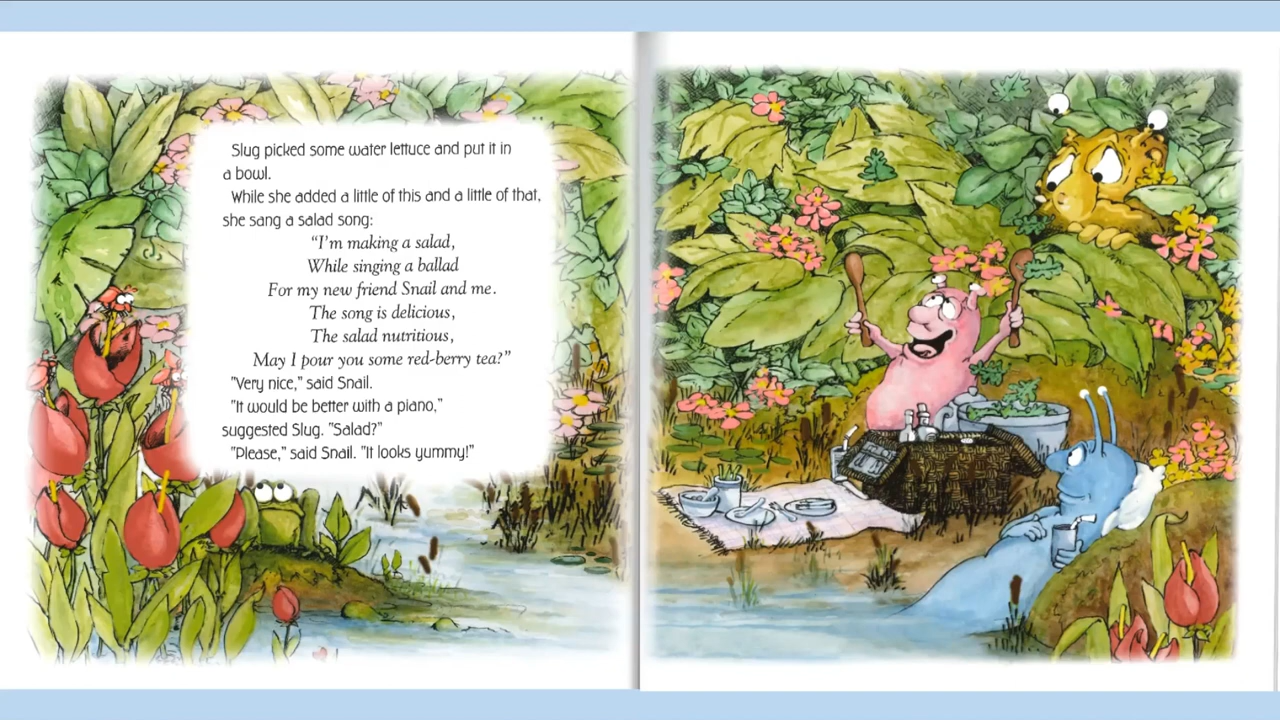 Slug picked some water lettuce and put it in
a bowl.
While she added a little of this and a little of that,
she sang a salad song:
"I'm making a salad,
While singing a ballad
For my new friend Snail and me.
The song is delicious,
The salad nutritious,
May I pour you some red-berry tea?"
"Very nice," said Snail.
"It would be better with a piano,"
suggested Slug. "Salad?"
"Please," said Snail. "It looks yummy!"